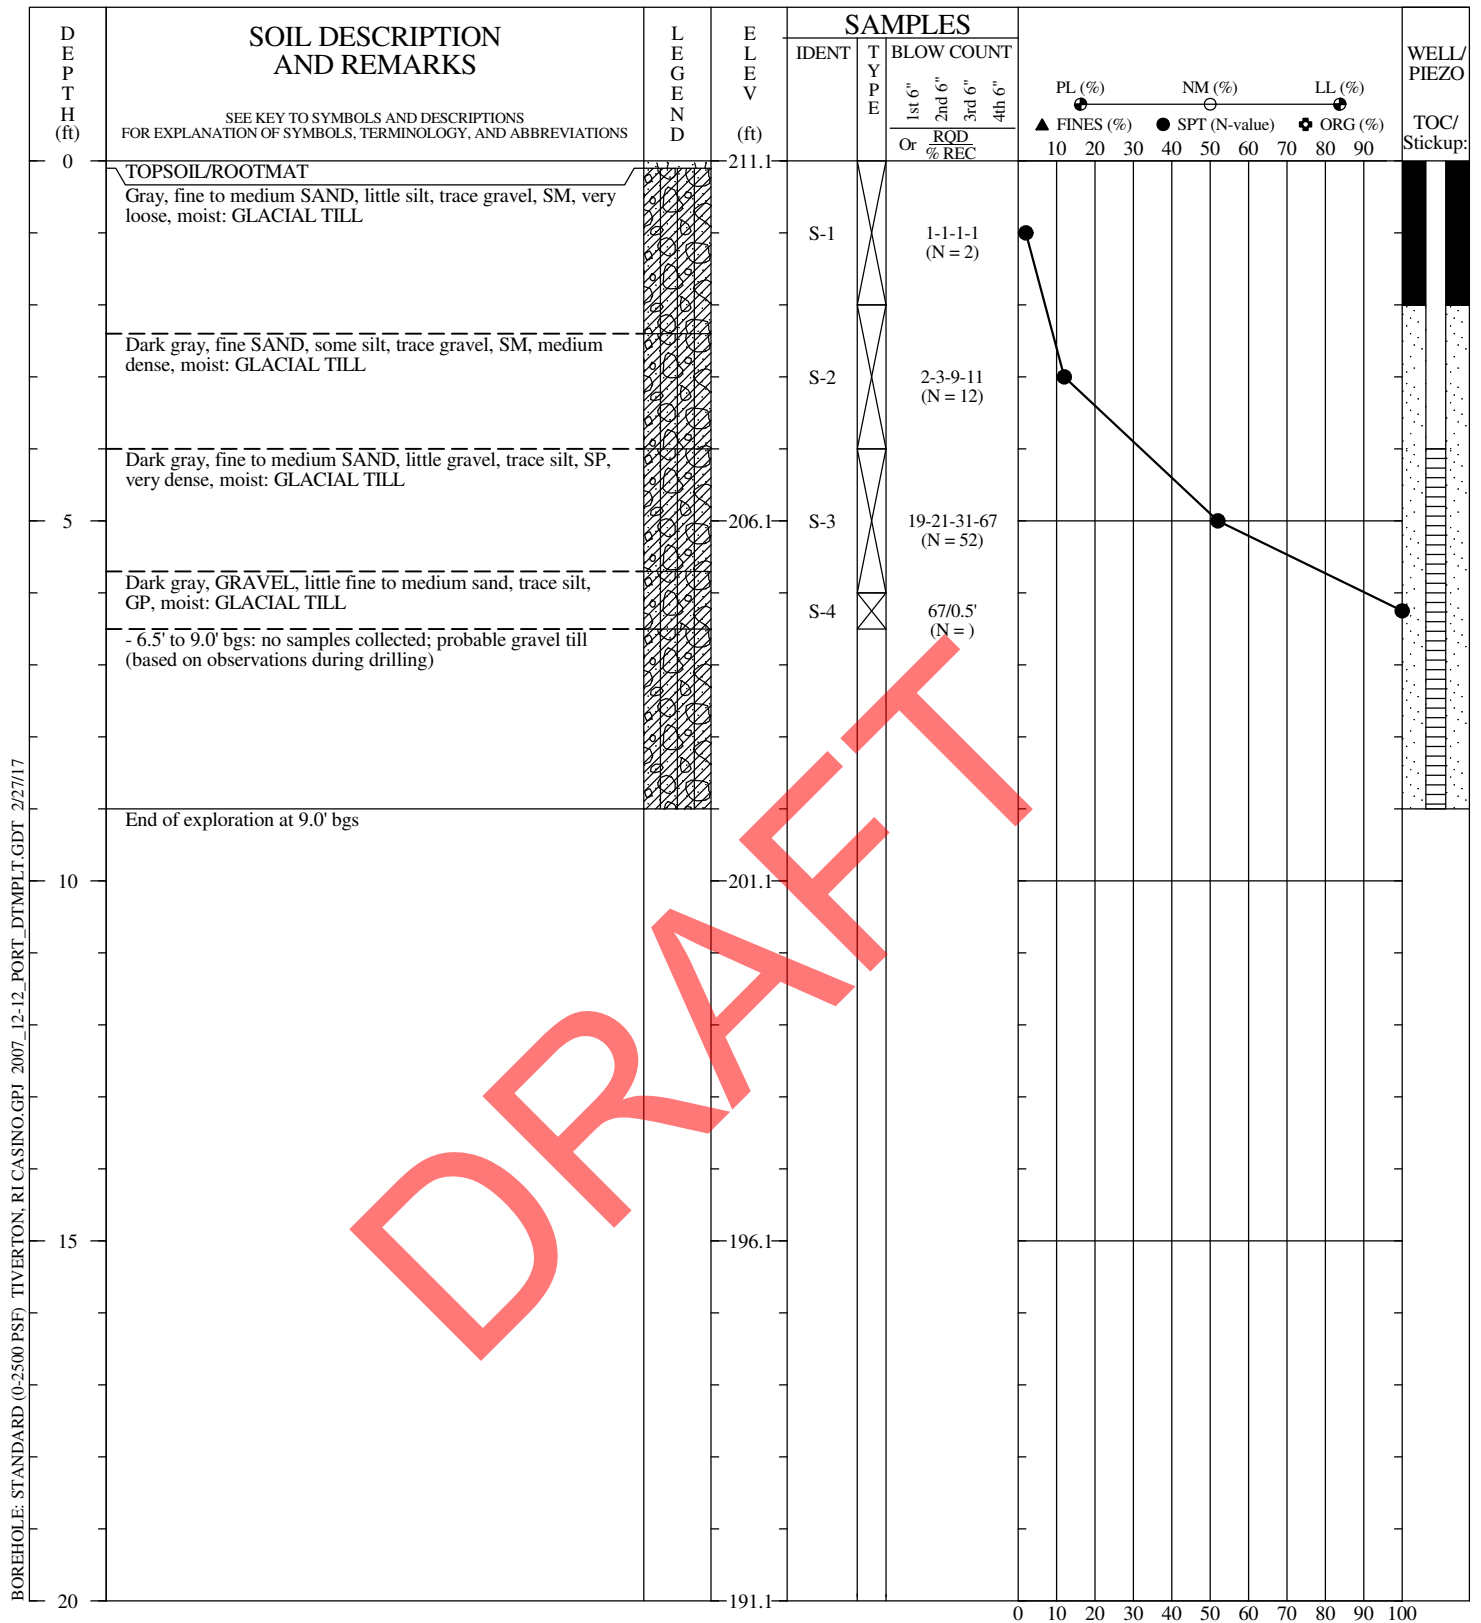 DEPTH
(ft)
SOIL DESCRIPTION
AND REMARKS
SEE KEY TO SYMBOLS AND DESCRIPTIONS
FOR EXPLANATION OF SYMBOLS, TERMINOLOGY, AND ABBREVIATIONS
LEGEND
ELEV
(ft)
SAMPLES
IDENT
TYPE
BLOW COUNT
1st 6"
2nd 6"
3rd 6"
4th 6"
Or RQD
% REC
PL (%) NM (%) LL (%)
FINES (%) SPT (N-value) ORG (%)
10 20 30 40 50 60 70 80 90
WELL/
PIEZO
TOC/
Stickup:
0
211.1
TOPSOIL/ROOTMAT
Gray, fine to medium SAND, little silt, trace gravel, SM, very
loose, moist: GLACIAL TILL
S-1
1-1-1-1
(N = 2)
Dark gray, fine SAND, some silt, trace gravel, SM, medium
dense, moist: GLACIAL TILL
S-2
2-3-9-11
(N = 12)
Dark gray, fine to medium SAND, little gravel, trace silt, SP,
very dense, moist: GLACIAL TILL
5
206.1
S-3
19-21-31-67
(N = 52)
Dark gray, GRAVEL, little fine to medium sand, trace silt,
GP, moist: GLACIAL TILL
S-4
67/0.5'
(N = )
- 6.5' to 9.0' bgs: no samples collected; probable gravel till
(based on observations during drilling)
End of exploration at 9.0' bgs
10
201.1
15
196.1
20
191.1
0 10 20 30 40 50 60 70 80 90 100
DRAFT
BOREHOLE: STANDARD (0-2500 PSF) TIVERTON, RI CASINO.GPJ 2007_12-12_PORT_DTMPLT.GDT 2/27/17